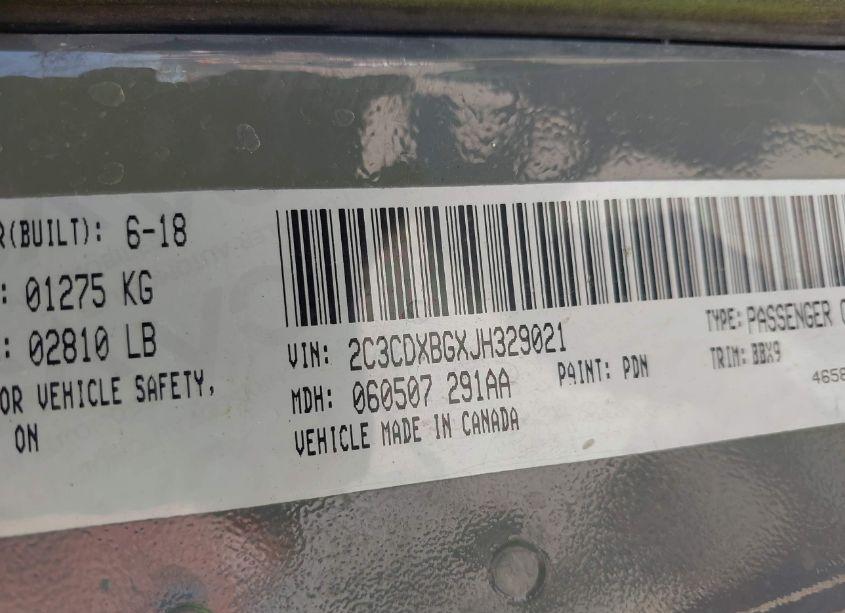 R(BUILT): 6-18
: 01275 KG
: 02810 LB
OR VEHICLE SAFETY,
ON
VIN: 2C3CDXBGXJH329021
MDH: 060507 291AA
VEHICLE MADE IN CANADA
PAINT: PDN
TYPE: PASSENGER
TRIM: BBX9
4658